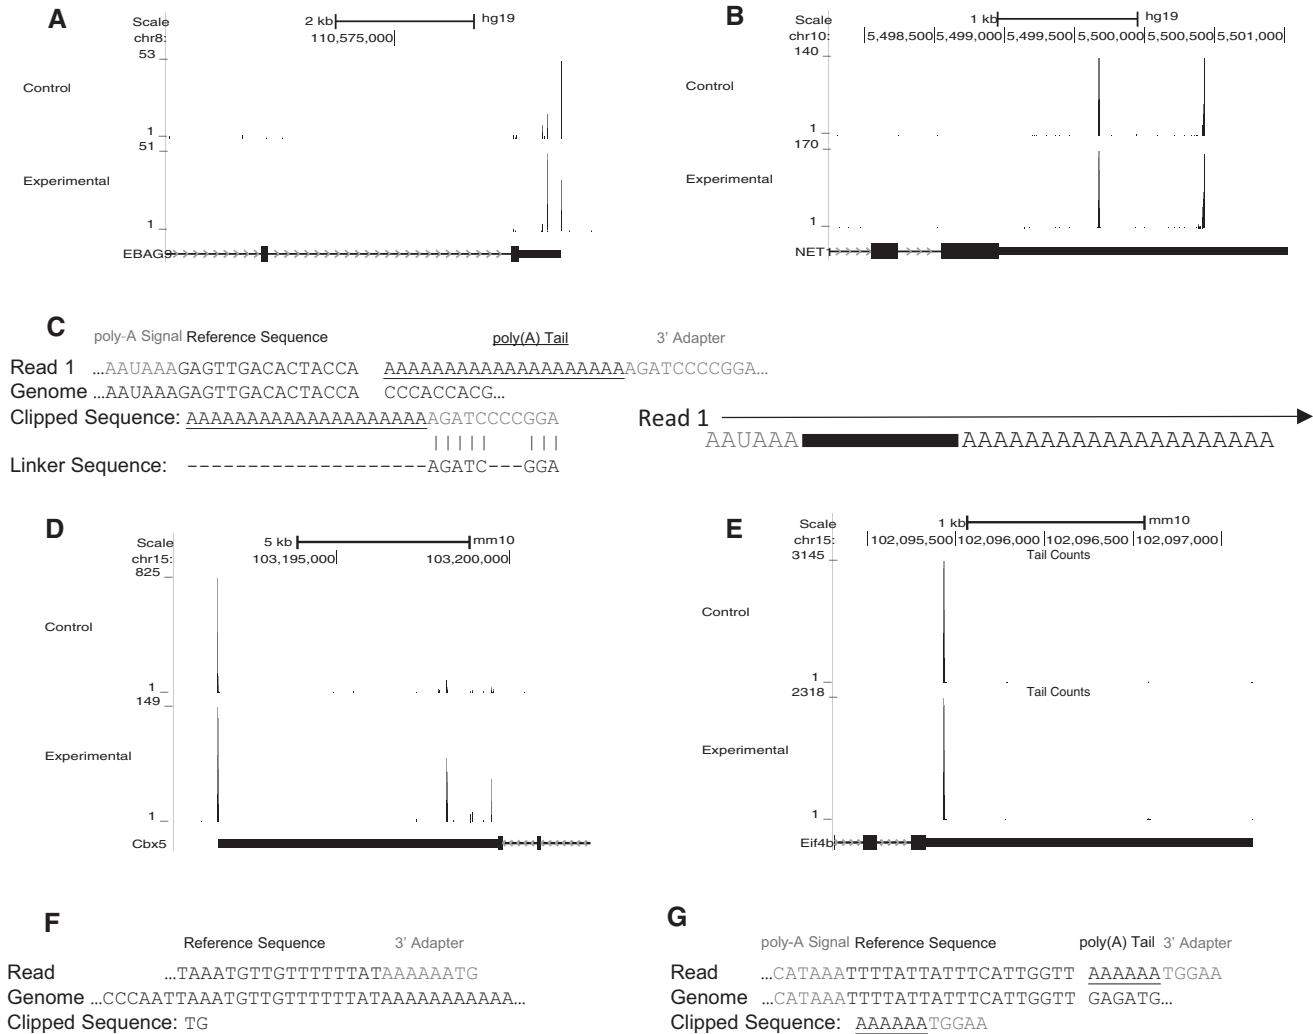 A
Scale 2 kb hg19
chr8: 110,575,000
53
Control
1
51
Experimental
1
EBAG9
B
Scale 1 kb hg19
chr10: 5,498,500 5,499,000 5,499,500 5,500,000 5,500,500 5,501,000
140
Control
1
170
Experimental
1
NET1
C
poly-A Signal Reference Sequence poly(A) Tail 3' Adapter
Read 1 ...AAUAAAGAGTTGACACTACCA AAAAAAAAAAAAAAAAAAAAAGATCCCCGGA...
Genome ...AAUAAAGAGTTGACACTACCA CCCACCACG...
Clipped Sequence: AAAAAAAAAAAAAAAAAAAAAGATCCCCGGA
Linker Sequence: --------------------AGATC---GGA
Read 1
AAUAAA AAAAAAAAAAAAAAAAAAAA
D
Scale 5 kb mm10
chr15: 103,195,000 103,200,000
825
Control
1
149
Experimental
1
Cbx5
E
Scale 1 kb mm10
chr15: 102,095,500 102,096,000 102,096,500 102,097,000
3145 Tail Counts
Control
1
2318 Tail Counts
Experimental
1
Eif4b
F
Reference Sequence 3' Adapter
Read ...TAAATGTTGTTTTTTATAAAAAATG
Genome ...CCCAATTAAATGTTGTTTTTTATAAAAAAAAAAA...
Clipped Sequence: TG
G
poly-A Signal Reference Sequence poly(A) Tail 3' Adapter
Read ...CATAAATTTTATTATTTCATTGGTT AAAAAATGGAA
Genome ...CATAAATTTTATTATTTCATTGGTT GAGATG...
Clipped Sequence: AAAAAATGGAA